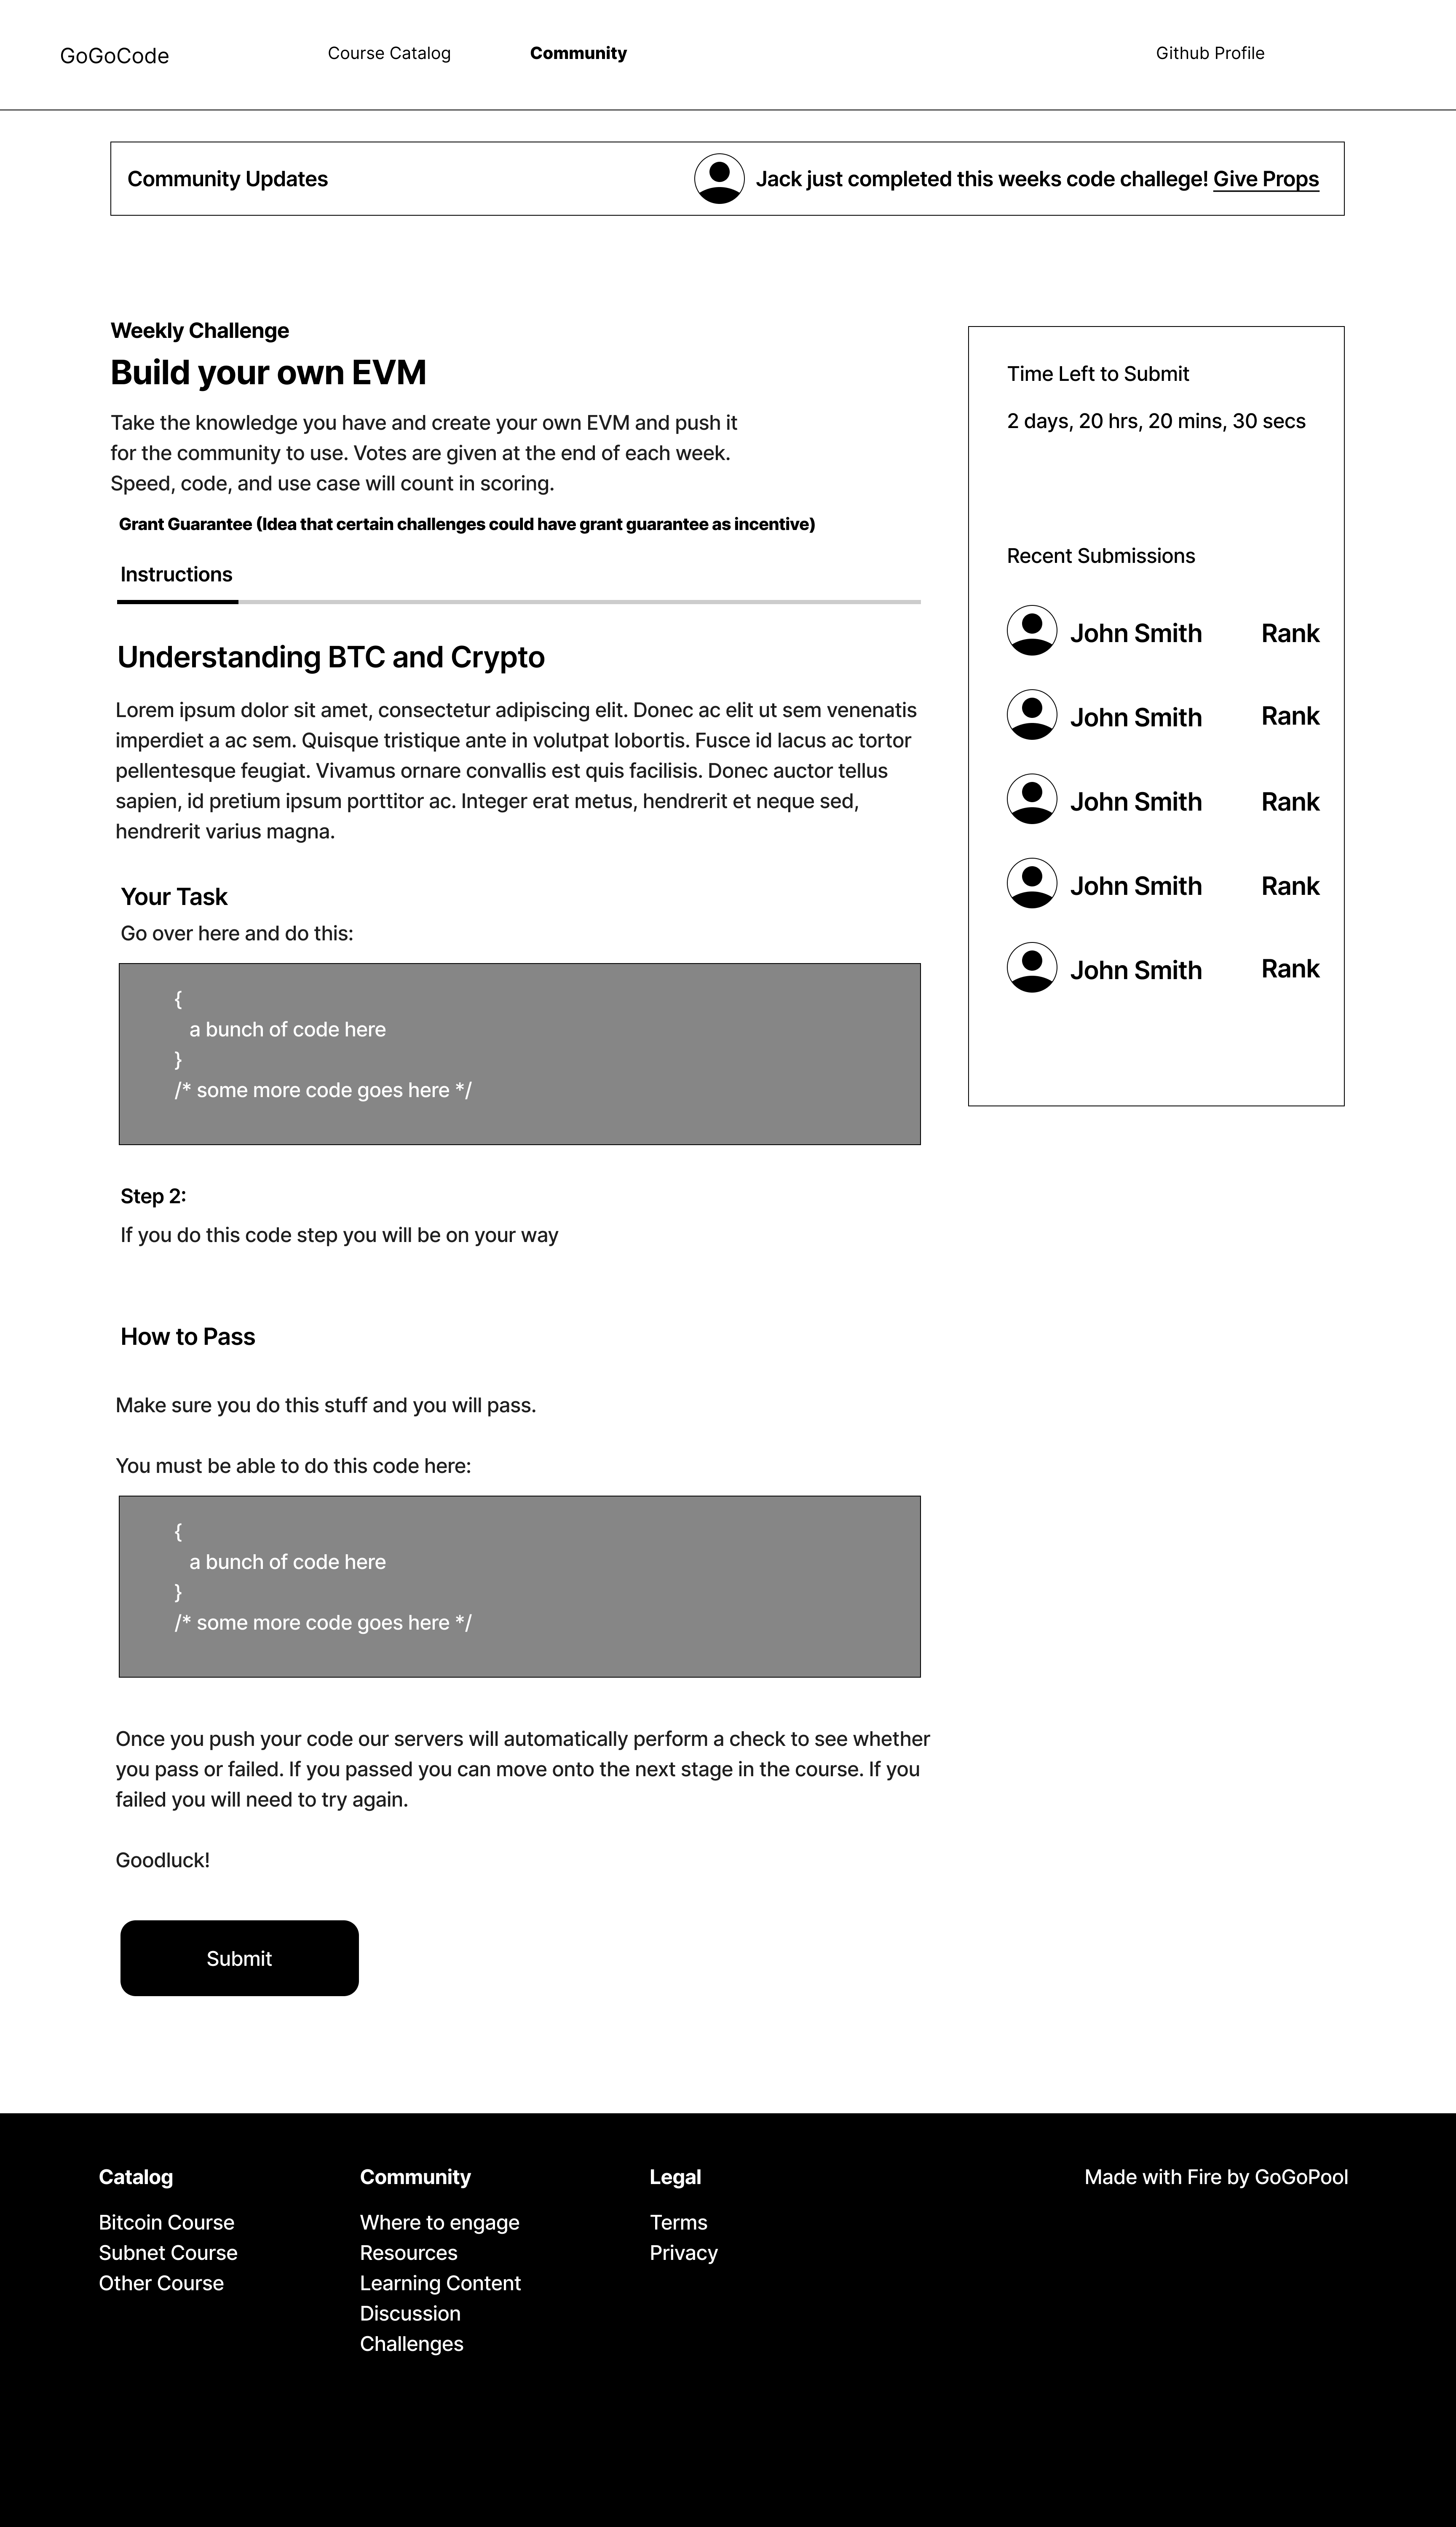 GoGoCode
Course Catalog
Community
Github Profile
Community Updates
Jack just completed this weeks code challege! Give Props
Weekly Challenge
Build your own EVM
Take the knowledge you have and create your own EVM and push it
for the community to use. Votes are given at the end of each week.
Speed, code, and use case will count in scoring.
Grant Guarantee (Idea that certain challenges could have grant guarantee as incentive)
Instructions
Understanding BTC and Crypto
Lorem ipsum dolor sit amet, consectetur adipiscing elit. Donec ac elit ut sem venenatis
imperdiet a ac sem. Quisque tristique ante in volutpat lobortis. Fusce id lacus ac tortor
pellentesque feugiat. Vivamus ornare convallis est quis facilisis. Donec auctor tellus
sapien, id pretium ipsum porttitor ac. Integer erat metus, hendrerit et neque sed,
hendrerit varius magna.
Your Task
Go over here and do this:
{
a bunch of code here
}
/* some more code goes here */
Step 2:
If you do this code step you will be on your way
How to Pass
Make sure you do this stuff and you will pass.
You must be able to do this code here:
{
a bunch of code here
}
/* some more code goes here */
Once you push your code our servers will automatically perform a check to see whether
you pass or failed. If you passed you can move onto the next stage in the course. If you
failed you will need to try again.
Goodluck!
Submit
Time Left to Submit
2 days, 20 hrs, 20 mins, 30 secs
Recent Submissions
John Smith Rank
John Smith Rank
John Smith Rank
John Smith Rank
John Smith Rank
Catalog
Bitcoin Course
Subnet Course
Other Course
Community
Where to engage
Resources
Learning Content
Discussion
Challenges
Legal
Terms
Privacy
Made with Fire by GoGoPool